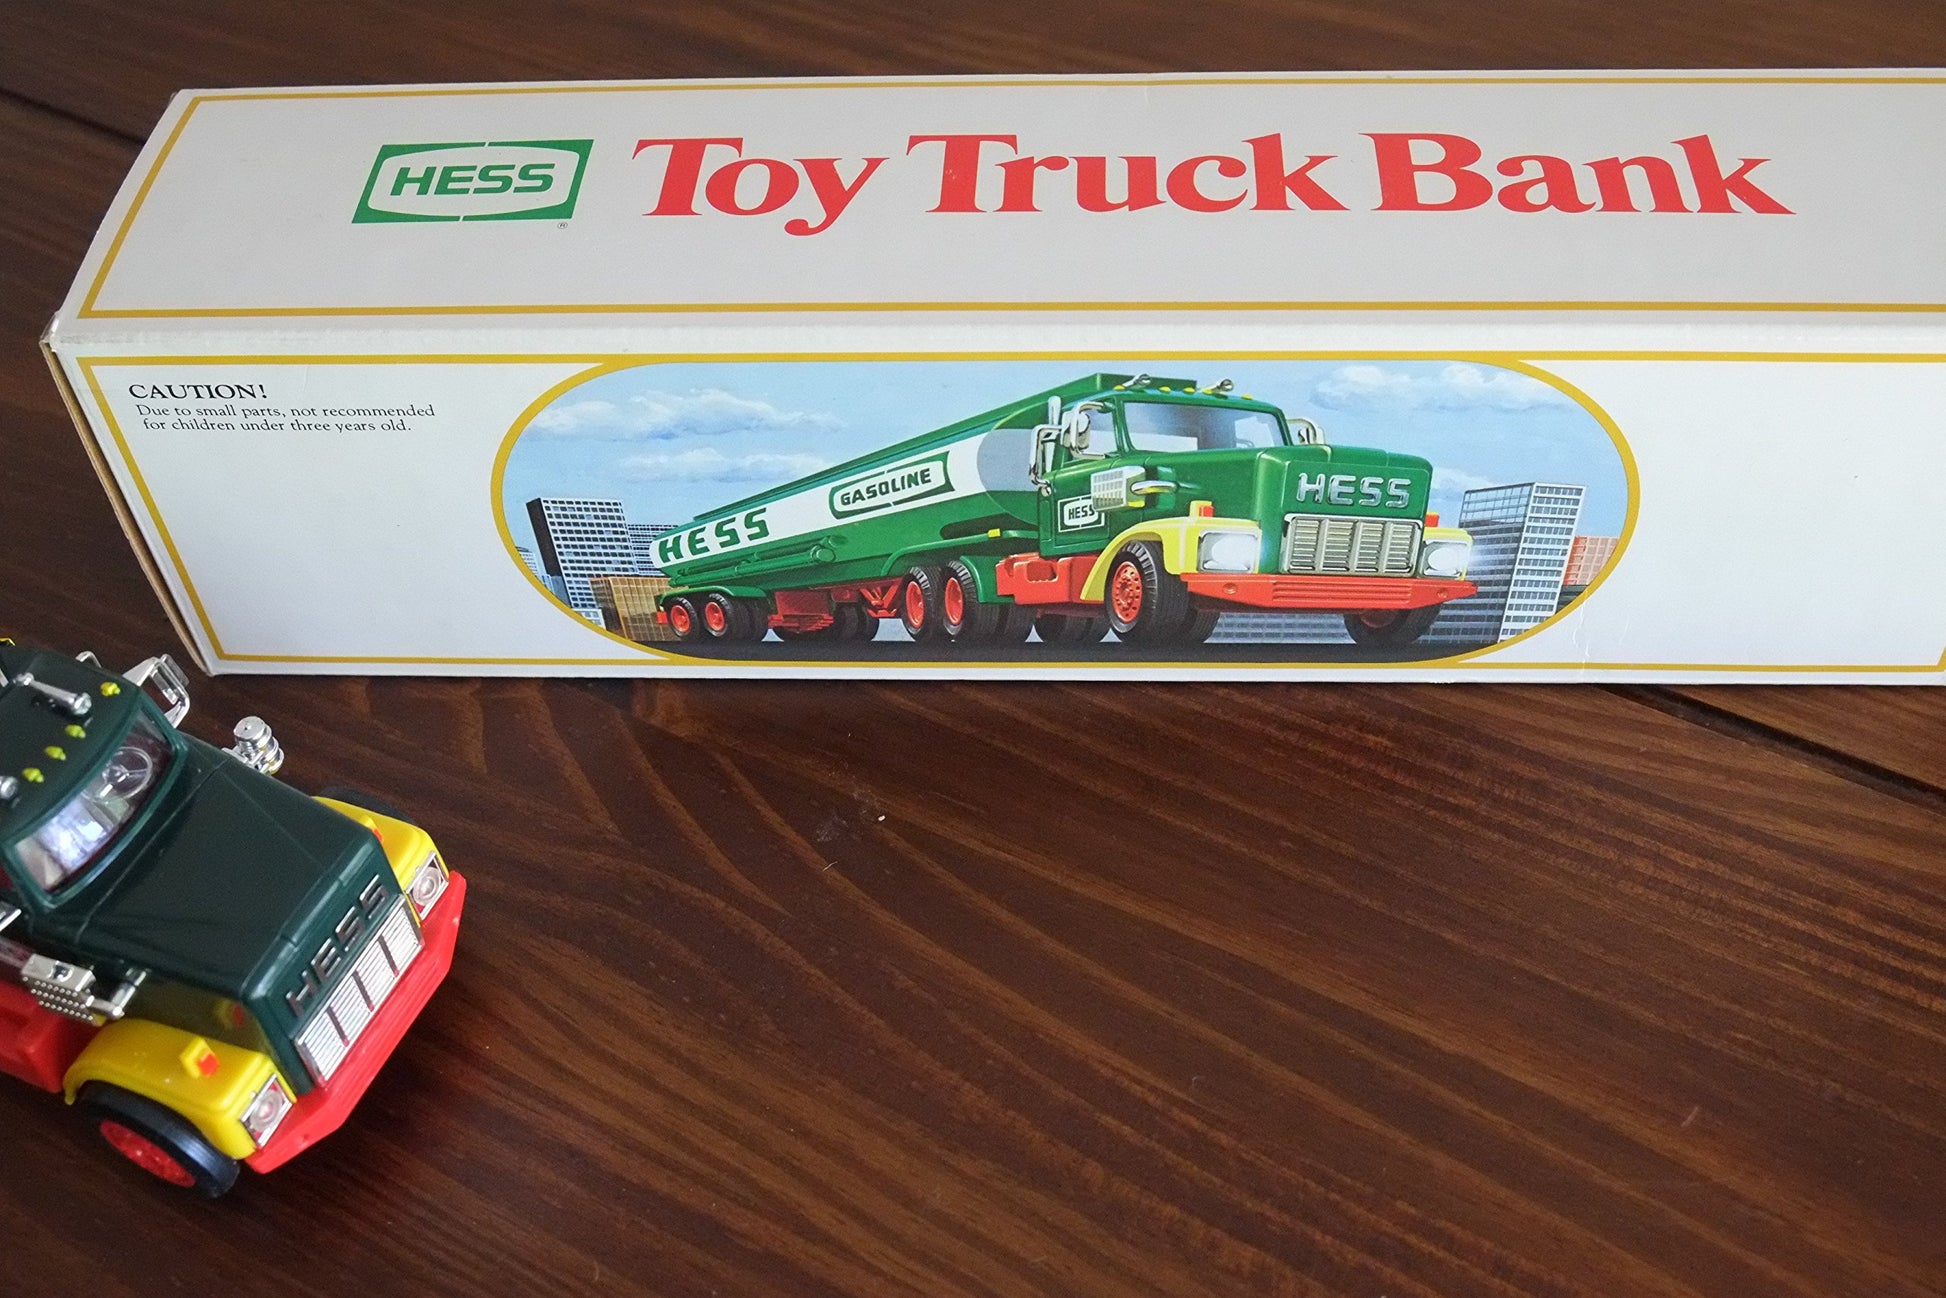 HESS Toy Truck Bank
®
CAUTION!
Due to small parts, not recommended
for children under three years old.
HESS
GASOLINE
HESS
HESS
HESS